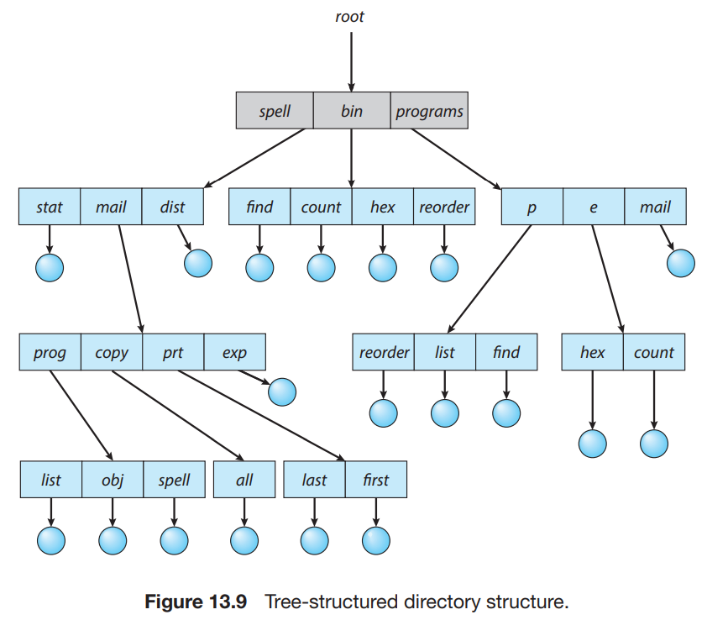 root
spell bin programs
stat mail dist find count hex reorder p e mail
prog copy prt exp reorder list find hex count
list obj spell all last first
Figure 13.9 Tree-structured directory structure.